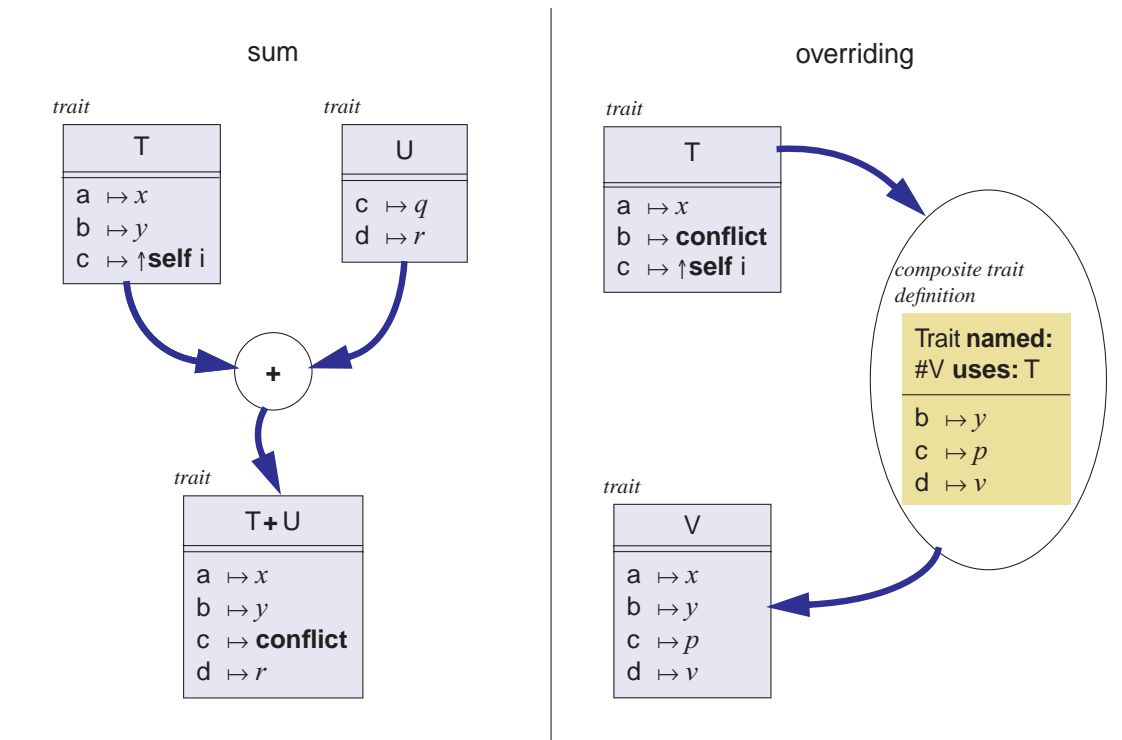 sum
trait
T
a ↦ x
b ↦ y
c ↦ ↑self i
trait
U
c ↦ q
d ↦ r
+
trait
T+U
a ↦ x
b ↦ y
c ↦ conflict
d ↦ r
overriding
trait
T
a ↦ x
b ↦ conflict
c ↦ ↑self i
composite trait
definition
Trait named:
#V uses: T
b ↦ y
c ↦ p
d ↦ v
trait
V
a ↦ x
b ↦ y
c ↦ p
d ↦ v